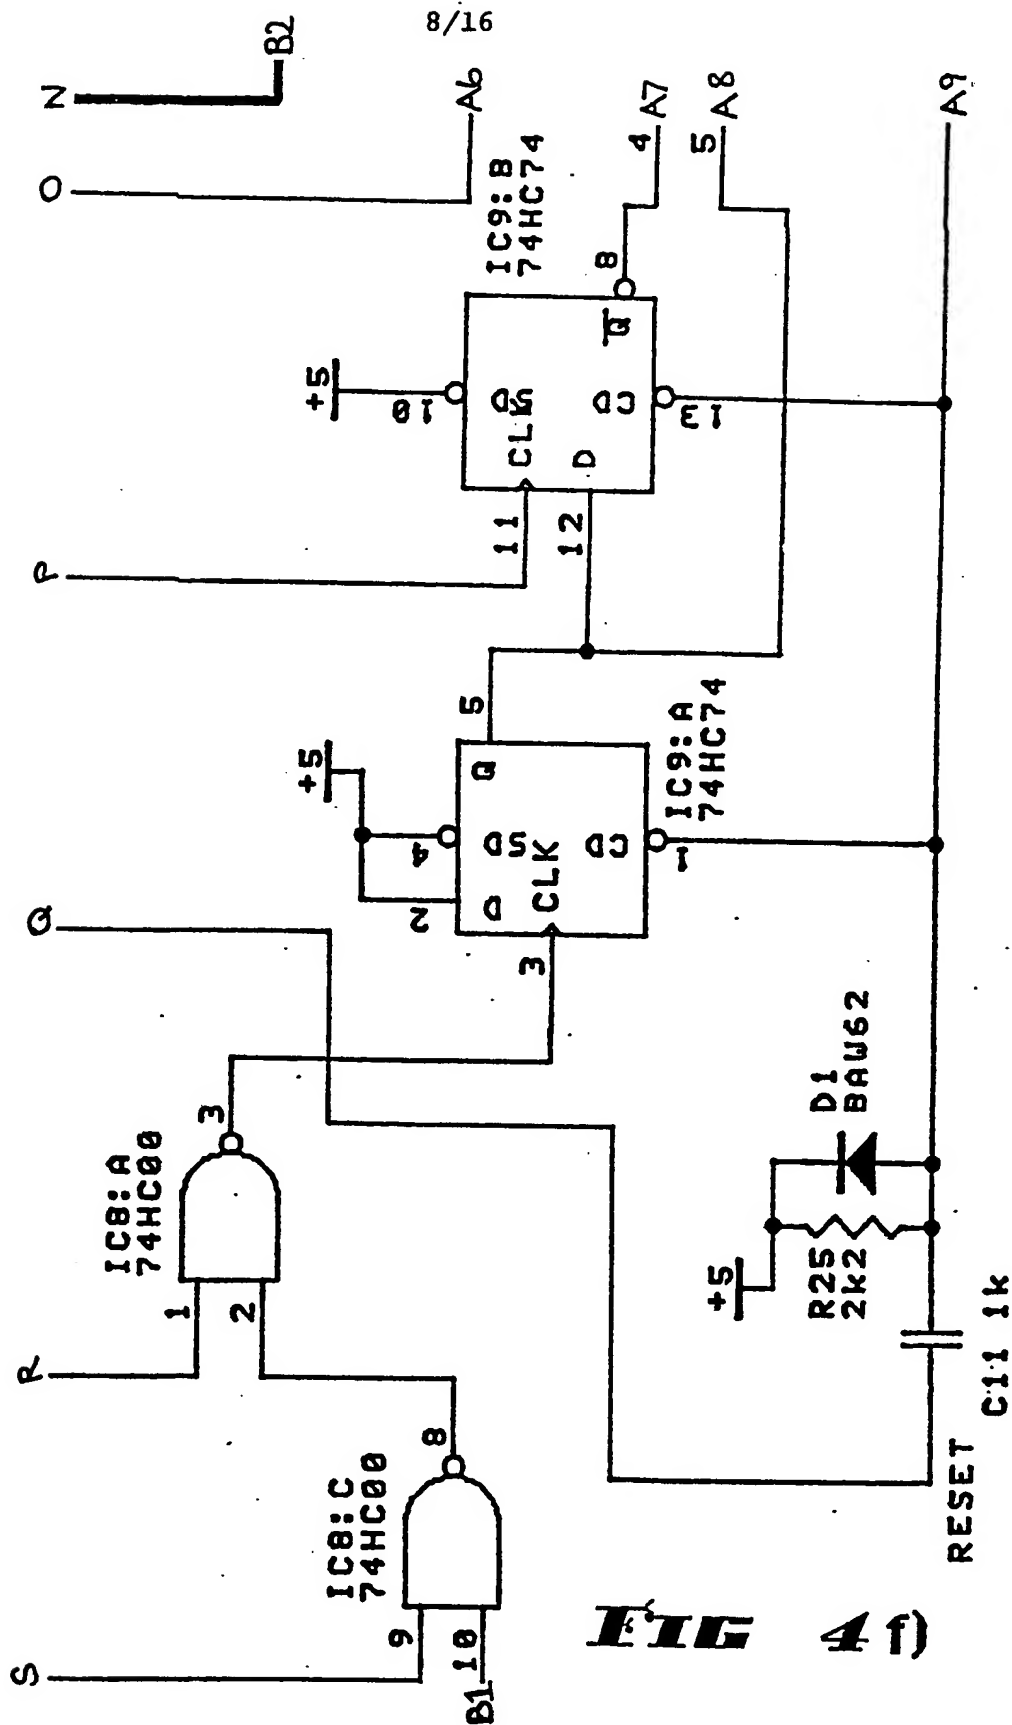 8/16
N
B2
O
A6
IC9:B
74HC74
4
A7
5
A8
A9
8
+5
10
SD
CLK
D
Q
CD
13
11
12
P
5
+5
IC9:A
74HC74
4
2
D
SD
CLK
Q
CD
1
3
Q
IC8:A
74HC00
3
1
2
R
D1
BAW62
+5
R25
2k2
C11 1k
RESET
IC8:C
74HC00
8
9
10
S
B1
FIG 4 f)